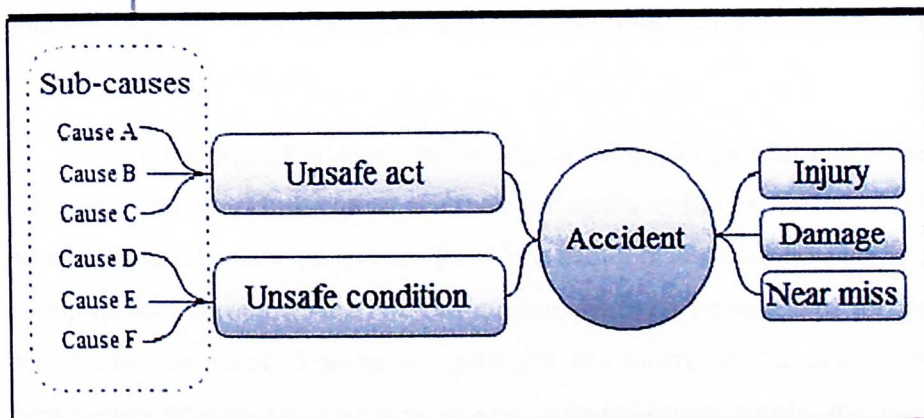 Sub-causes
Cause A
Cause B
Cause C
Cause D
Cause E
Cause F
Unsafe act
Unsafe condition
Accident
Injury
Damage
Near miss